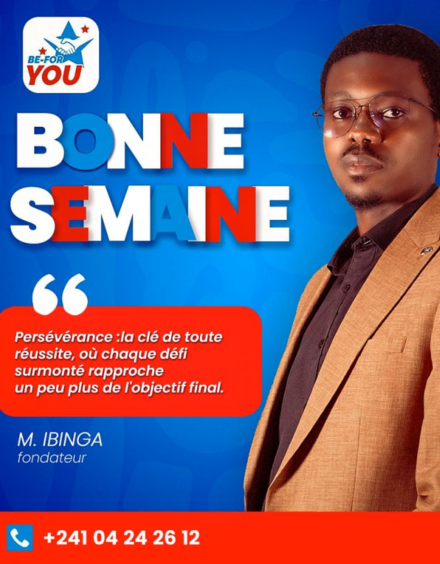 BE-FOR
YOU
BONNE
SEMAINE
“
Persévérance :la clé de toute
réussite, où chaque défi
surmonté rapproche
un peu plus de l'objectif final.
M. IBINGA
fondateur
+241 04 24 26 12